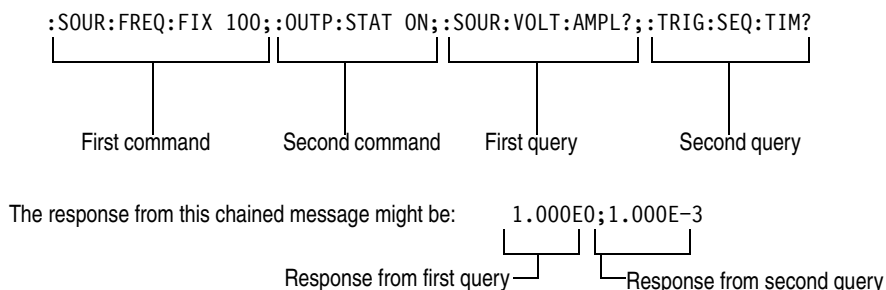 :SOUR:FREQ:FIX 100;:OUTP:STAT ON;:SOUR:VOLT:AMPL?;:TRIG:SEQ:TIM?
First command Second command First query Second query
The response from this chained message might be: 1.000E0;1.000E-3
Response from first query Response from second query